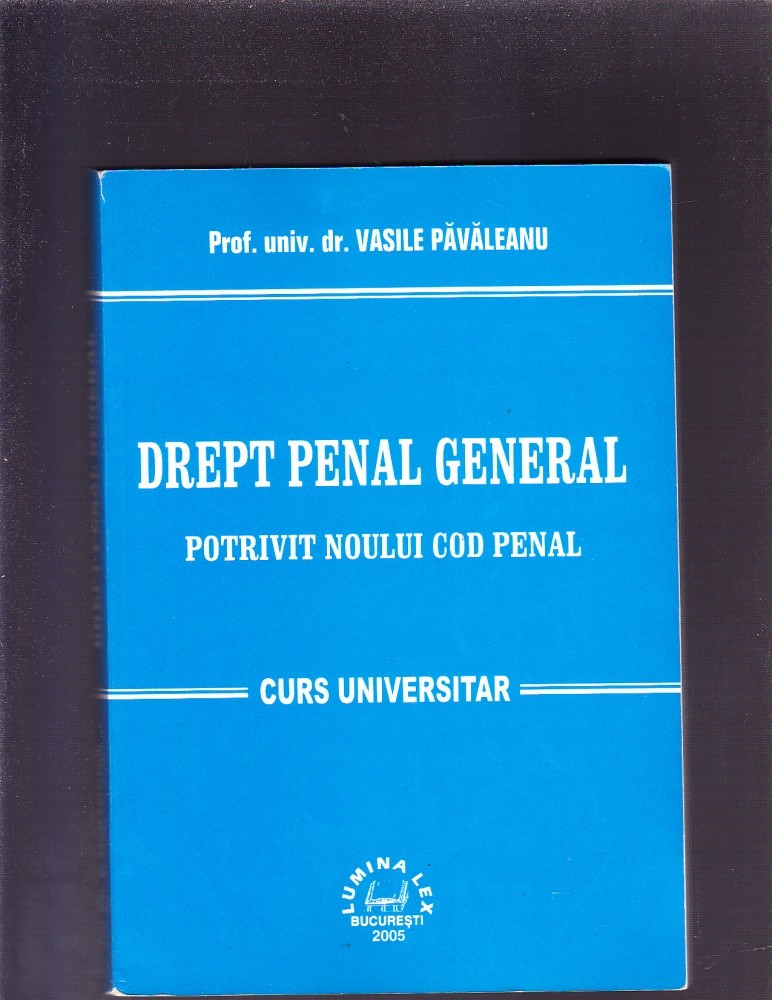 Prof. univ. dr. VASILE PĂVĂLEANU
DREPT PENAL GENERAL
POTRIVIT NOULUI COD PENAL
CURS UNIVERSITAR
LUMINA LEX
BUCUREȘTI
2005